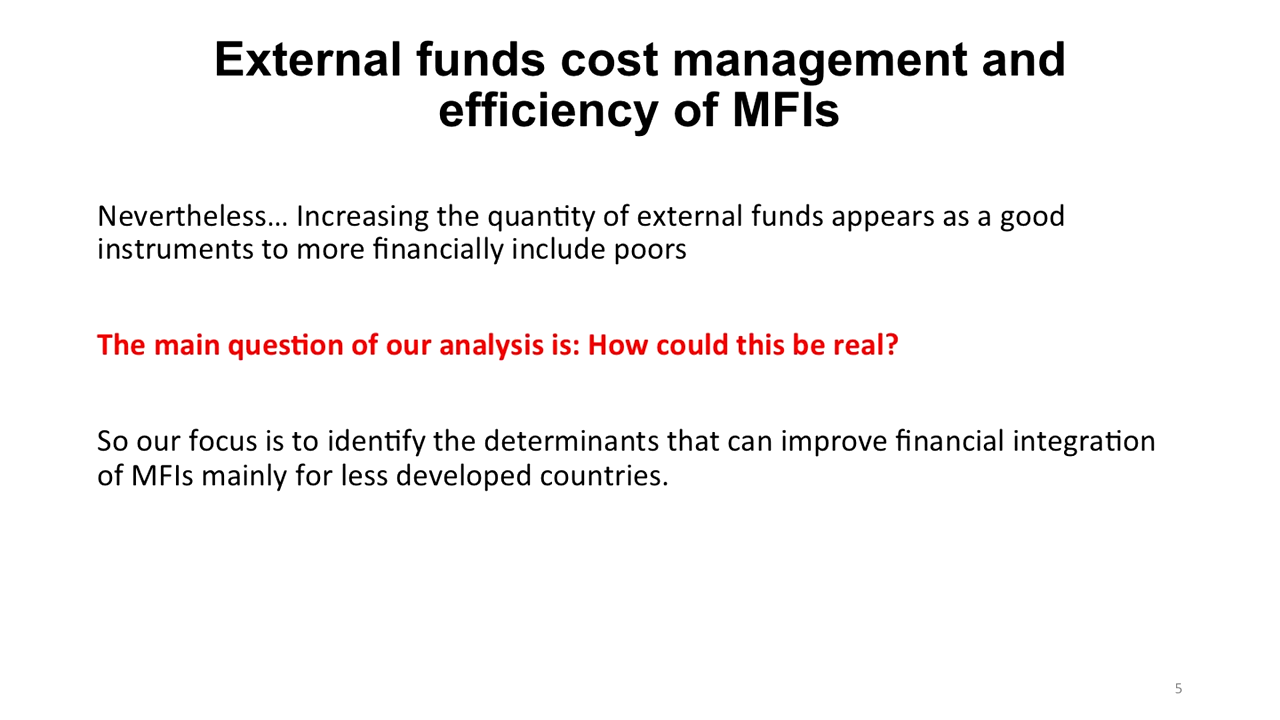 External funds cost management and
efficiency of MFIs
Nevertheless... Increasing the quantity of external funds appears as a good
instruments to more financially include poors
The main question of our analysis is: How could this be real?
So our focus is to identify the determinants that can improve financial integration
of MFIs mainly for less developed countries.
5